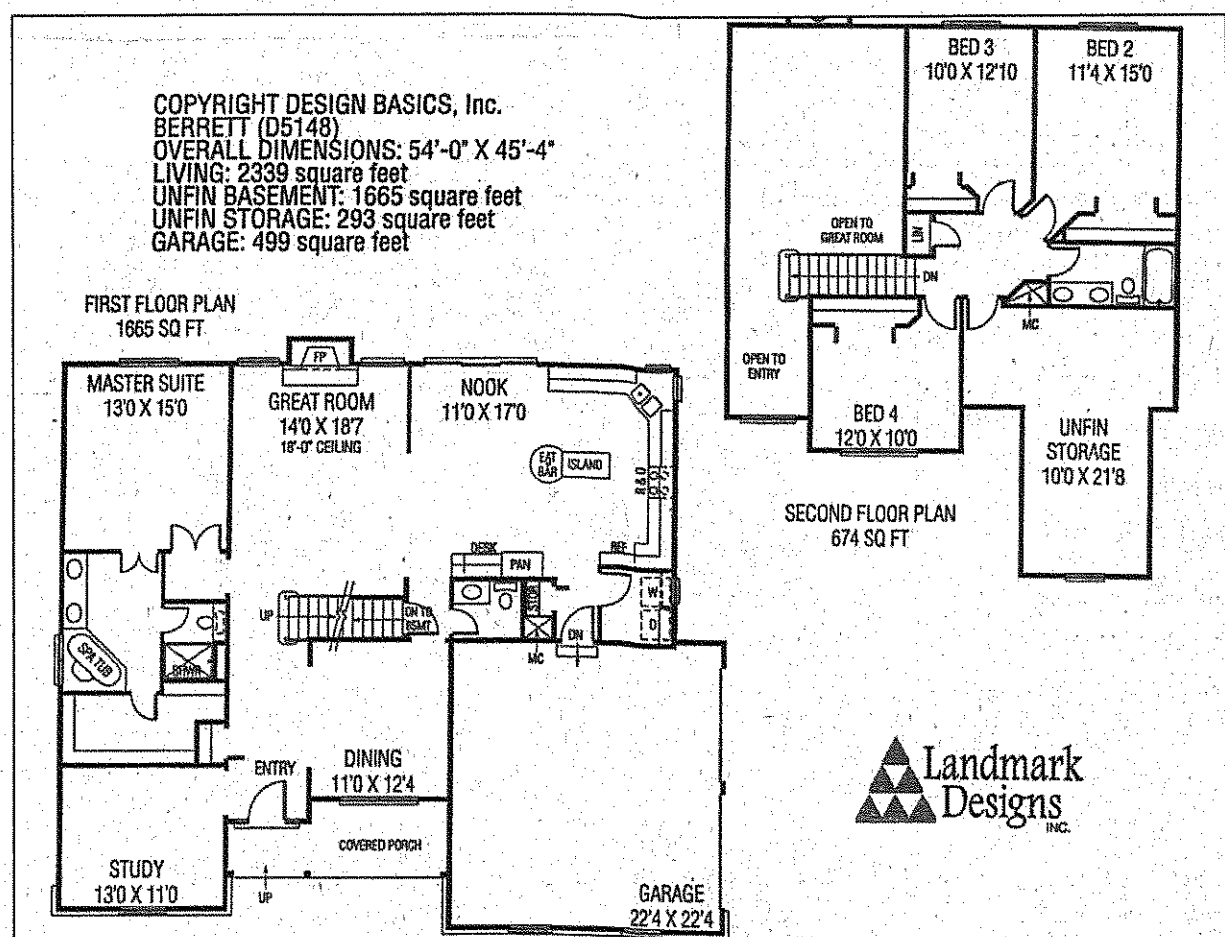 COPYRIGHT DESIGN BASICS, Inc.
BERRETT (D5148)
OVERALL DIMENSIONS: 54'-0" X 45'-4"
LIVING: 2339 square feet
UNFIN BASEMENT: 1665 square feet
UNFIN STORAGE: 293 square feet
GARAGE: 499 square feet
FIRST FLOOR PLAN
1665 SQ FT
MASTER SUITE
13'0 X 15'0
FP
GREAT ROOM
14'0 X 18'7
18'-0" CEILING
NOOK
11'0 X 17'0
EAT
BAR
ISLAND
R & O
DESK
PAN
REF
UP
DN TO
BSMT
STOR
MC
DN
W
D
SPA TUB
SHWR
ENTRY
DINING
11'0 X 12'4
COVERED PORCH
UP
STUDY
13'0 X 11'0
GARAGE
22'4 X 22'4
BED 3
10'0 X 12'10
BED 2
11'4 X 15'0
OPEN TO
GREAT ROOM
LIN
DN
MC
OPEN TO
ENTRY
BED 4
12'0 X 10'0
UNFIN
STORAGE
10'0 X 21'8
SECOND FLOOR PLAN
674 SQ FT
Landmark
Designs
INC.